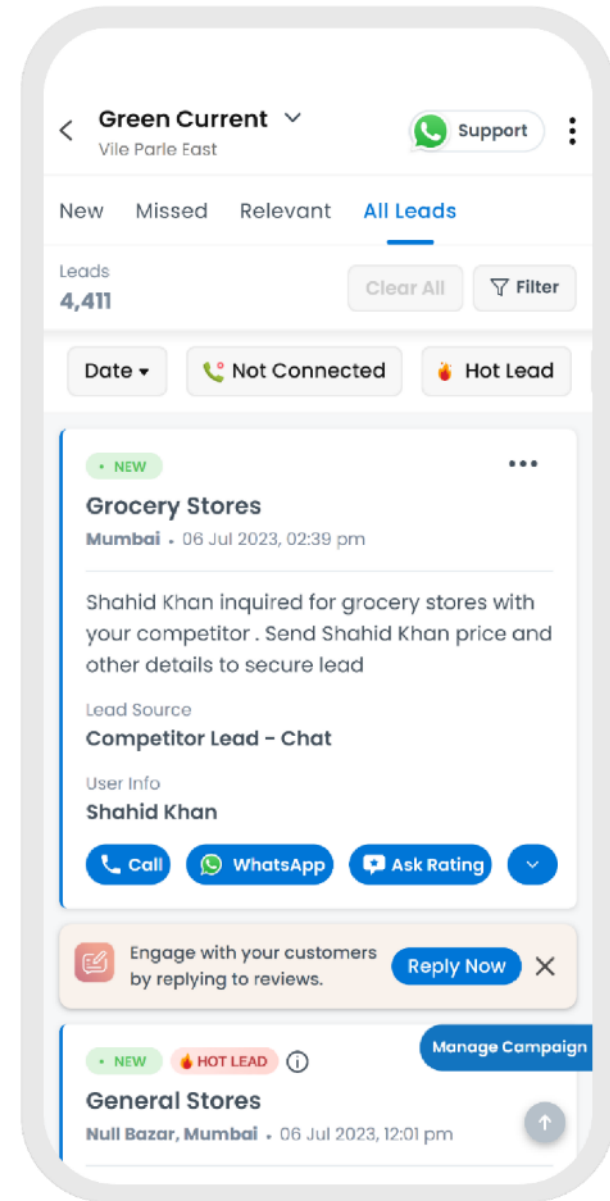 Green Current
Support
Vile Parle East
New Missed Relevant All Leads
Leads
4,411
Clear All
Filter
Date
Not Connected
Hot Lead
• NEW
Grocery Stores
Mumbai • 06 Jul 2023, 02:39 pm
Shahid Khan inquired for grocery stores with
your competitor . Send Shahid Khan price and
other details to secure lead
Lead Source
Competitor Lead - Chat
User Info
Shahid Khan
Call
WhatsApp
Ask Rating
Engage with your customers
by replying to reviews.
Reply Now
Manage Campaign
• NEW
HOT LEAD
General Stores
Null Bazar, Mumbai • 06 Jul 2023, 12:01 pm